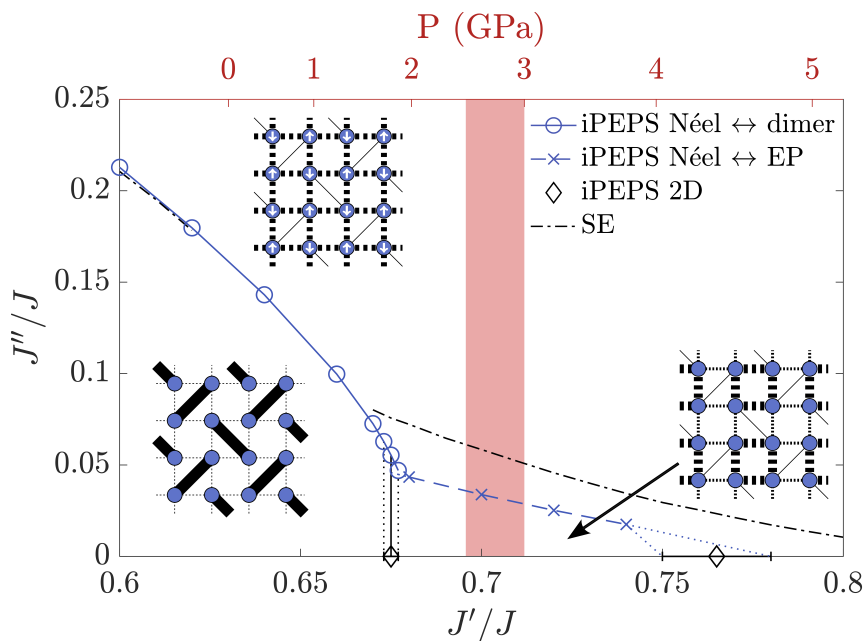 P (GPa)
0 1 2 3 4 5
0.25
0.2
0.15
0.1
0.05
0
J''/J
iPEPS Néel ↔ dimer
iPEPS Néel ↔ EP
iPEPS 2D
SE
0.6 0.65 0.7 0.75 0.8
J'/J